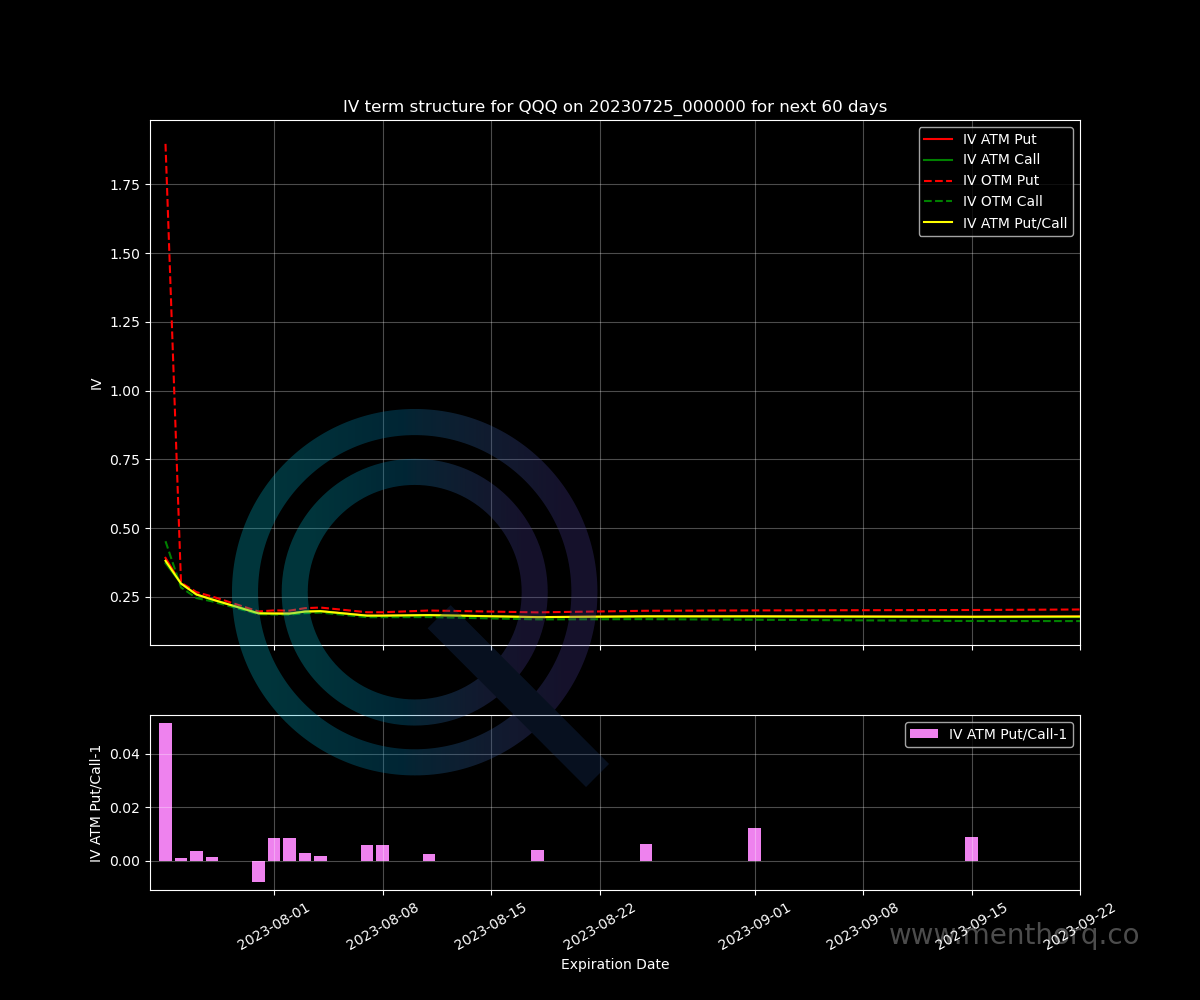 IV term structure for QQQ on 20230725_000000 for next 60 days
IV ATM Put
IV ATM Call
IV OTM Put
IV OTM Call
IV ATM Put/Call
IV
1.75
1.50
1.25
1.00
0.75
0.50
0.25
IV ATM Put/Call-1
IV ATM Put/Call-1
0.04
0.02
0.00
2023-08-01
2023-08-08
2023-08-15
2023-08-22
2023-09-01
2023-09-08
2023-09-15
2023-09-22
www.menthorq.co
Expiration Date